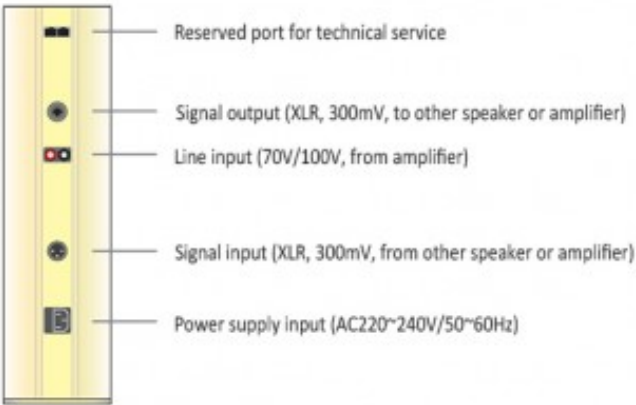 Reserved port for technical service
Signal output (XLR, 300mV, to other speaker or amplifier)
Line input (70V/100V, from amplifier)
Signal input (XLR, 300mV, from other speaker or amplifier)
Power supply input (AC220~240V/50~60Hz)